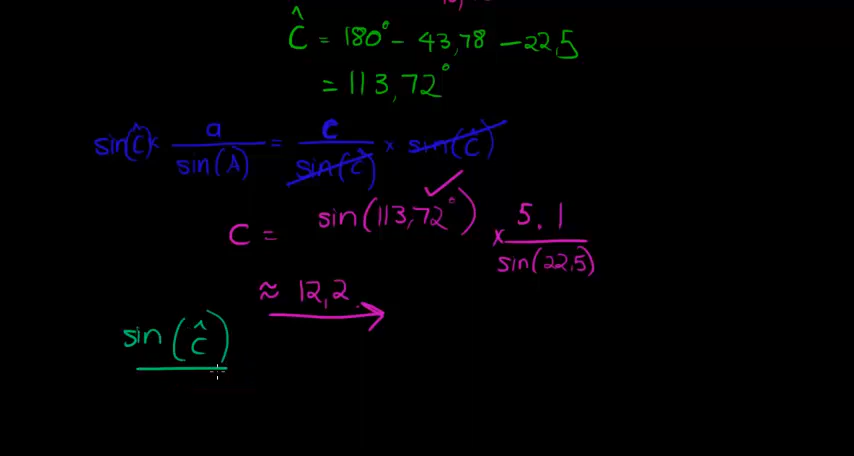 Ĉ = 180° - 43,78 - 22,5
= 113,72°
sin(Ĉ) × a/sin(Â) = c/sin(Ĉ) × sin(Ĉ)
C = sin(113,72°) × 5.1/sin(22,5)
≈ 12,2
sin(Ĉ)